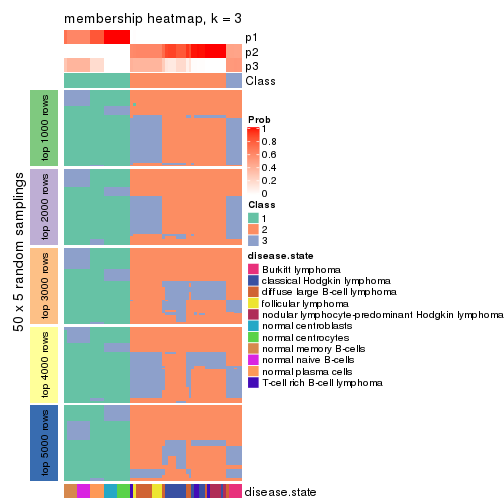 membership heatmap, k = 3
p1
p2
p3
Class
50 x 5 random samplings
top 1000 rows
top 2000 rows
top 3000 rows
top 4000 rows
top 5000 rows
Prob
1
0.8
0.6
0.4
0.2
0
Class
1
2
3
disease.state
Burkitt lymphoma
classical Hodgkin lymphoma
diffuse large B-cell lymphoma
follicular lymphoma
nodular lymphocyte-predominant Hodgkin lymphoma
normal centroblasts
normal centrocytes
normal memory B-cells
normal naive B-cells
normal plasma cells
T-cell rich B-cell lymphoma
disease.state